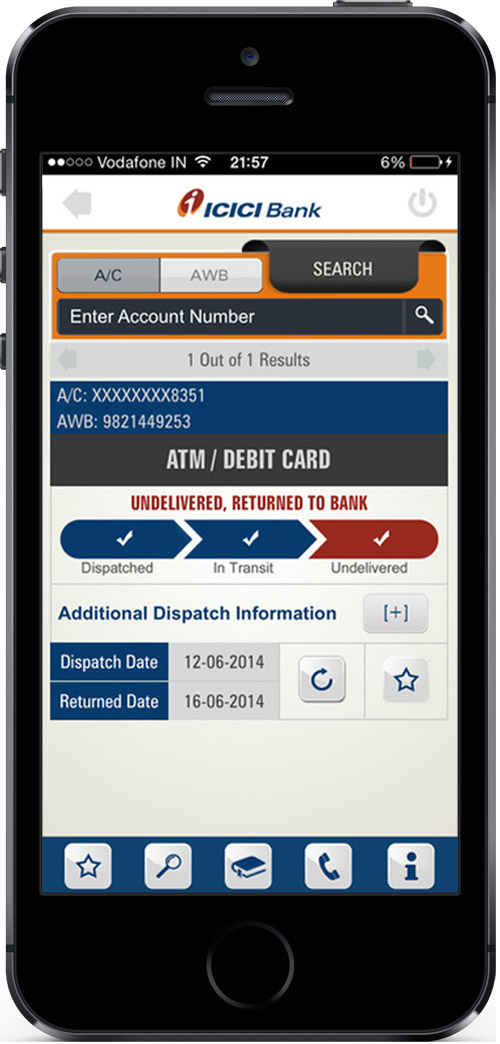 Vodafone IN 21:57 6%
ICICI Bank
A/C AWB SEARCH
Enter Account Number
1 Out of 1 Results
A/C: XXXXXXXX8351
AWB: 9821449253
ATM / DEBIT CARD
UNDELIVERED, RETURNED TO BANK
Dispatched In Transit Undelivered
Additional Dispatch Information [+]
Dispatch Date 12-06-2014
Returned Date 16-06-2014